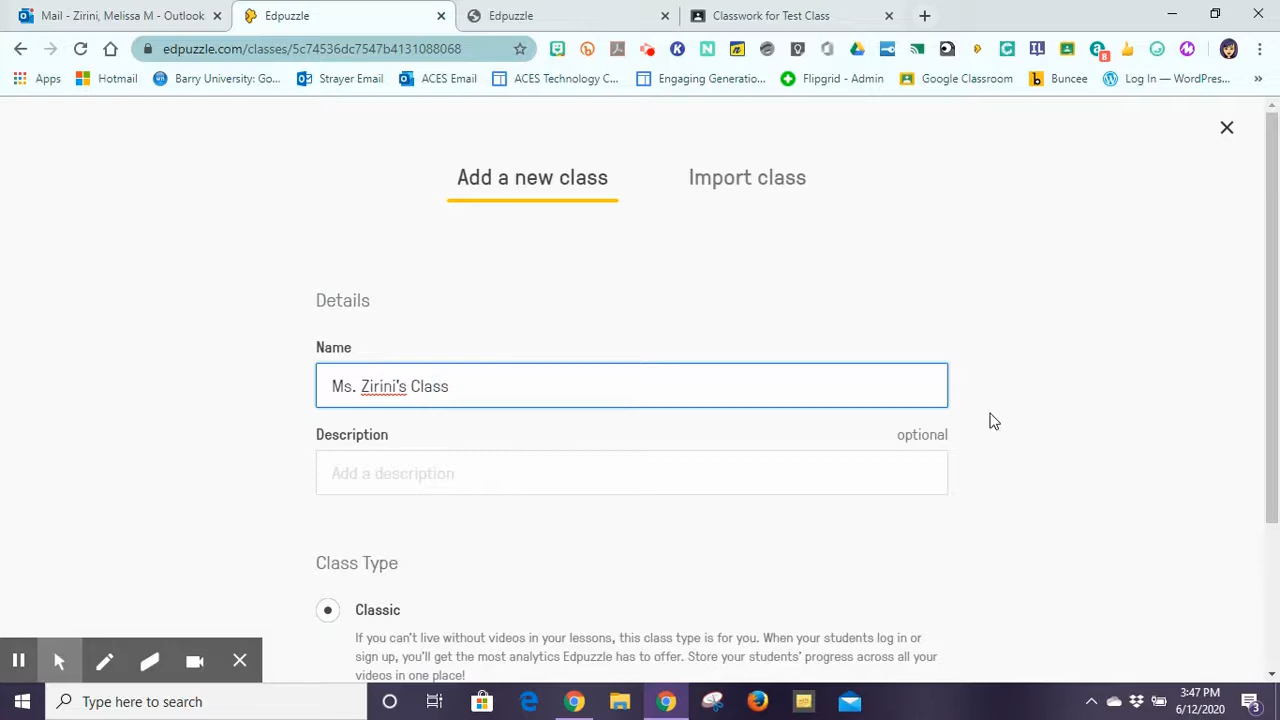 Mail - Zirini, Melissa M - Outlook
Edpuzzle
Edpuzzle
Classwork for Test Class
edpuzzle.com/classes/5c74536dc7547b4131088068
Apps
Hotmail
Barry University: Go...
Strayer Email
ACES Email
ACES Technology C...
Engaging Generatio...
Flipgrid - Admin
Google Classroom
Buncee
Log In — WordPres...
Add a new class
Import class
Details
Name
Ms. Zirini's Class
Description
optional
Add a description
Class Type
Classic
If you can't live without videos in your lessons, this class type is for you. When your students log in or
sign up, you'll get the most analytics Edpuzzle has to offer. Store your students' progress across all your
videos in one place!
Type here to search
3:47 PM
6/12/2020
3